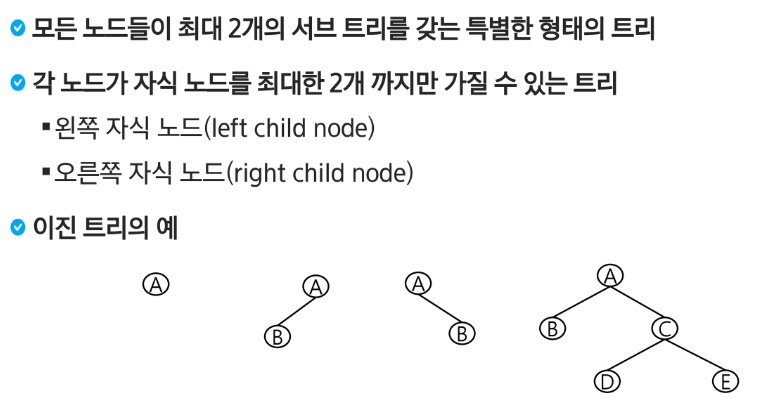 모든 노드들이 최대 2개의 서브 트리를 갖는 특별한 형태의 트리
각 노드가 자식 노드를 최대한 2개 까지만 가질 수 있는 트리
왼쪽 자식 노드(left child node)
오른쪽 자식 노드(right child node)
이진 트리의 예
A
A
B
A
B
A
B
C
D
E